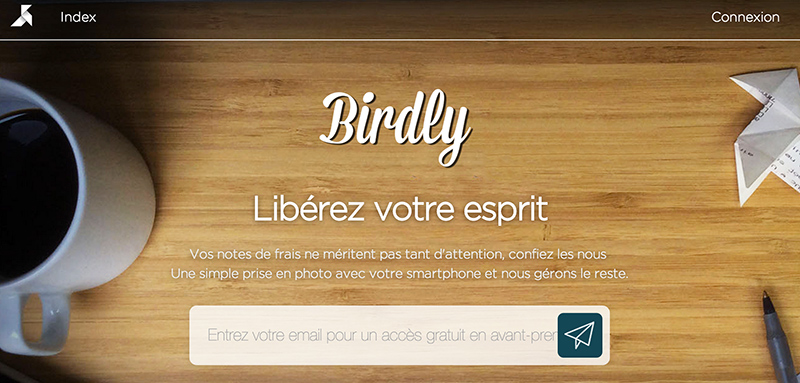 Index
Connexion
Birdly
Libérez votre esprit
Vos notes de frais ne méritent pas tant d'attention, confiez les nous
Une simple prise en photo avec votre smartphone et nous gérons le reste.
Entrez votre email pour un accès gratuit en avant-prem